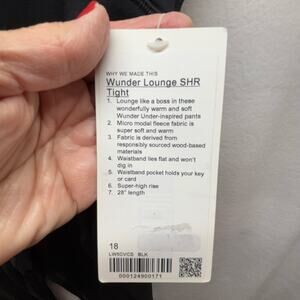 WHY WE MADE THIS
Wunder Lounge SHR
Tight
1. Lounge like a boss in these
wonderfully warm and soft
Wunder Under-inspired pants
2. Micro modal fleece fabric is
super soft and warm
3. Fabric is derived from
responsibly sourced wood-based
materials
4. Waistband lies flat and won't
dig in
5. Waistband pocket holds your key
or card
6. Super-high rise
7. 28" length
18
LW5CVCS BLK
000124900171